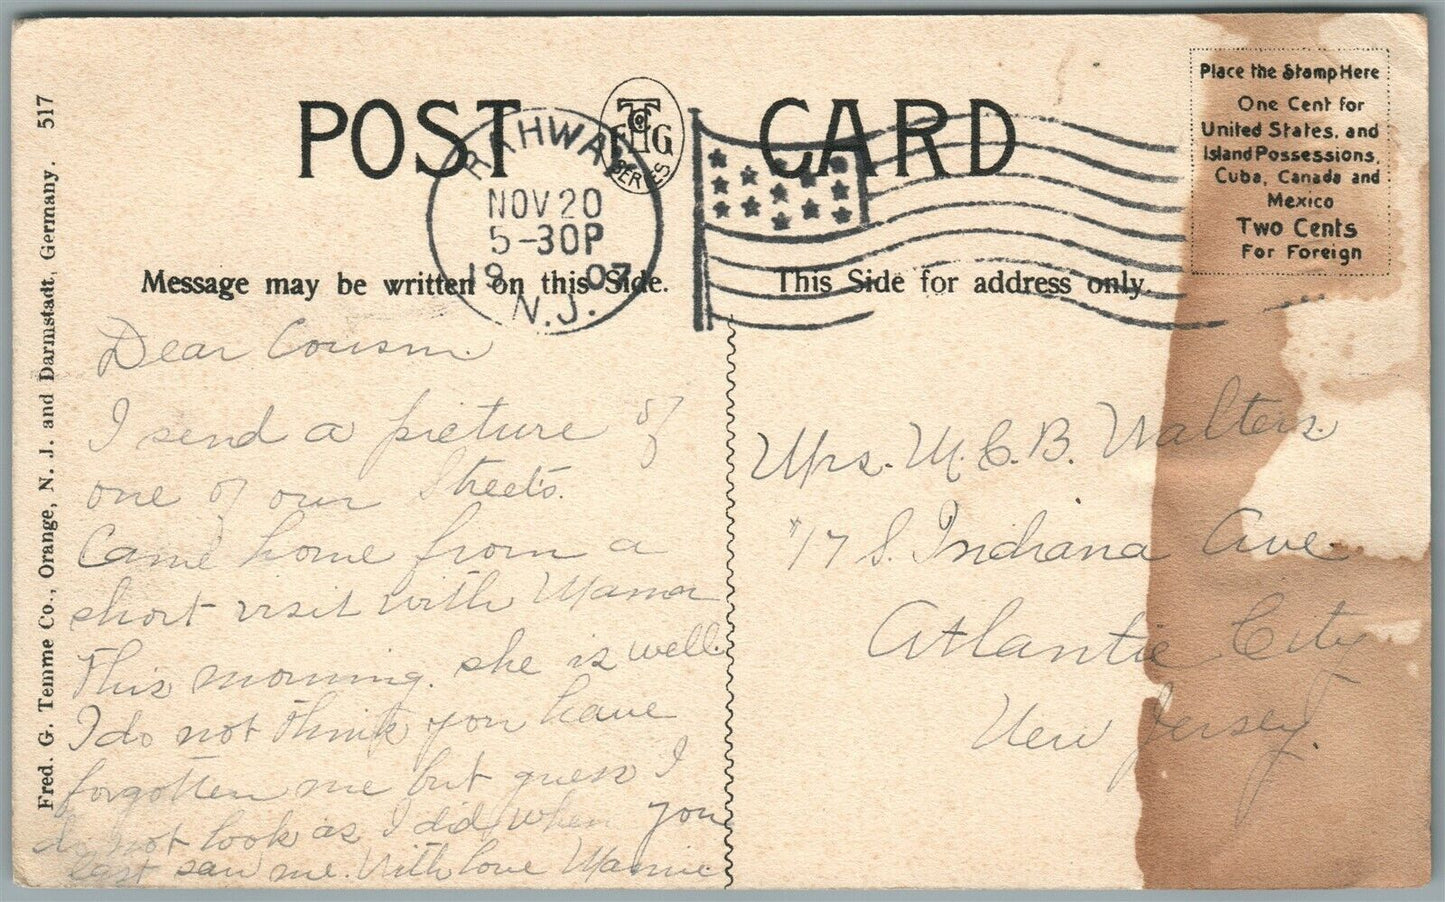 POST CARD
T Co F H G SERIES
RAHWAY
NOV 20
5-30P
1907
N.J.
Place the Stamp Here
One Cent for
United States, and
Island Possessions,
Cuba, Canada and
Mexico
Two Cents
For Foreign
Message may be written on this Side.
This Side for address only.
Fred. G. Temme Co., Orange, N. J. and Darmstadt, Germany. 517
Dear Cousin.
I send a picture of
one of our Streets.
Came home from a
short visit with Mama
this morning. she is well.
I do not think you have
forgotten me but guess I
do not look as I did when you
last saw me. With love Mamie
Mrs. M. C. B. Walters
#17 S. Indiana Ave.
Atlantic City
New Jersey.